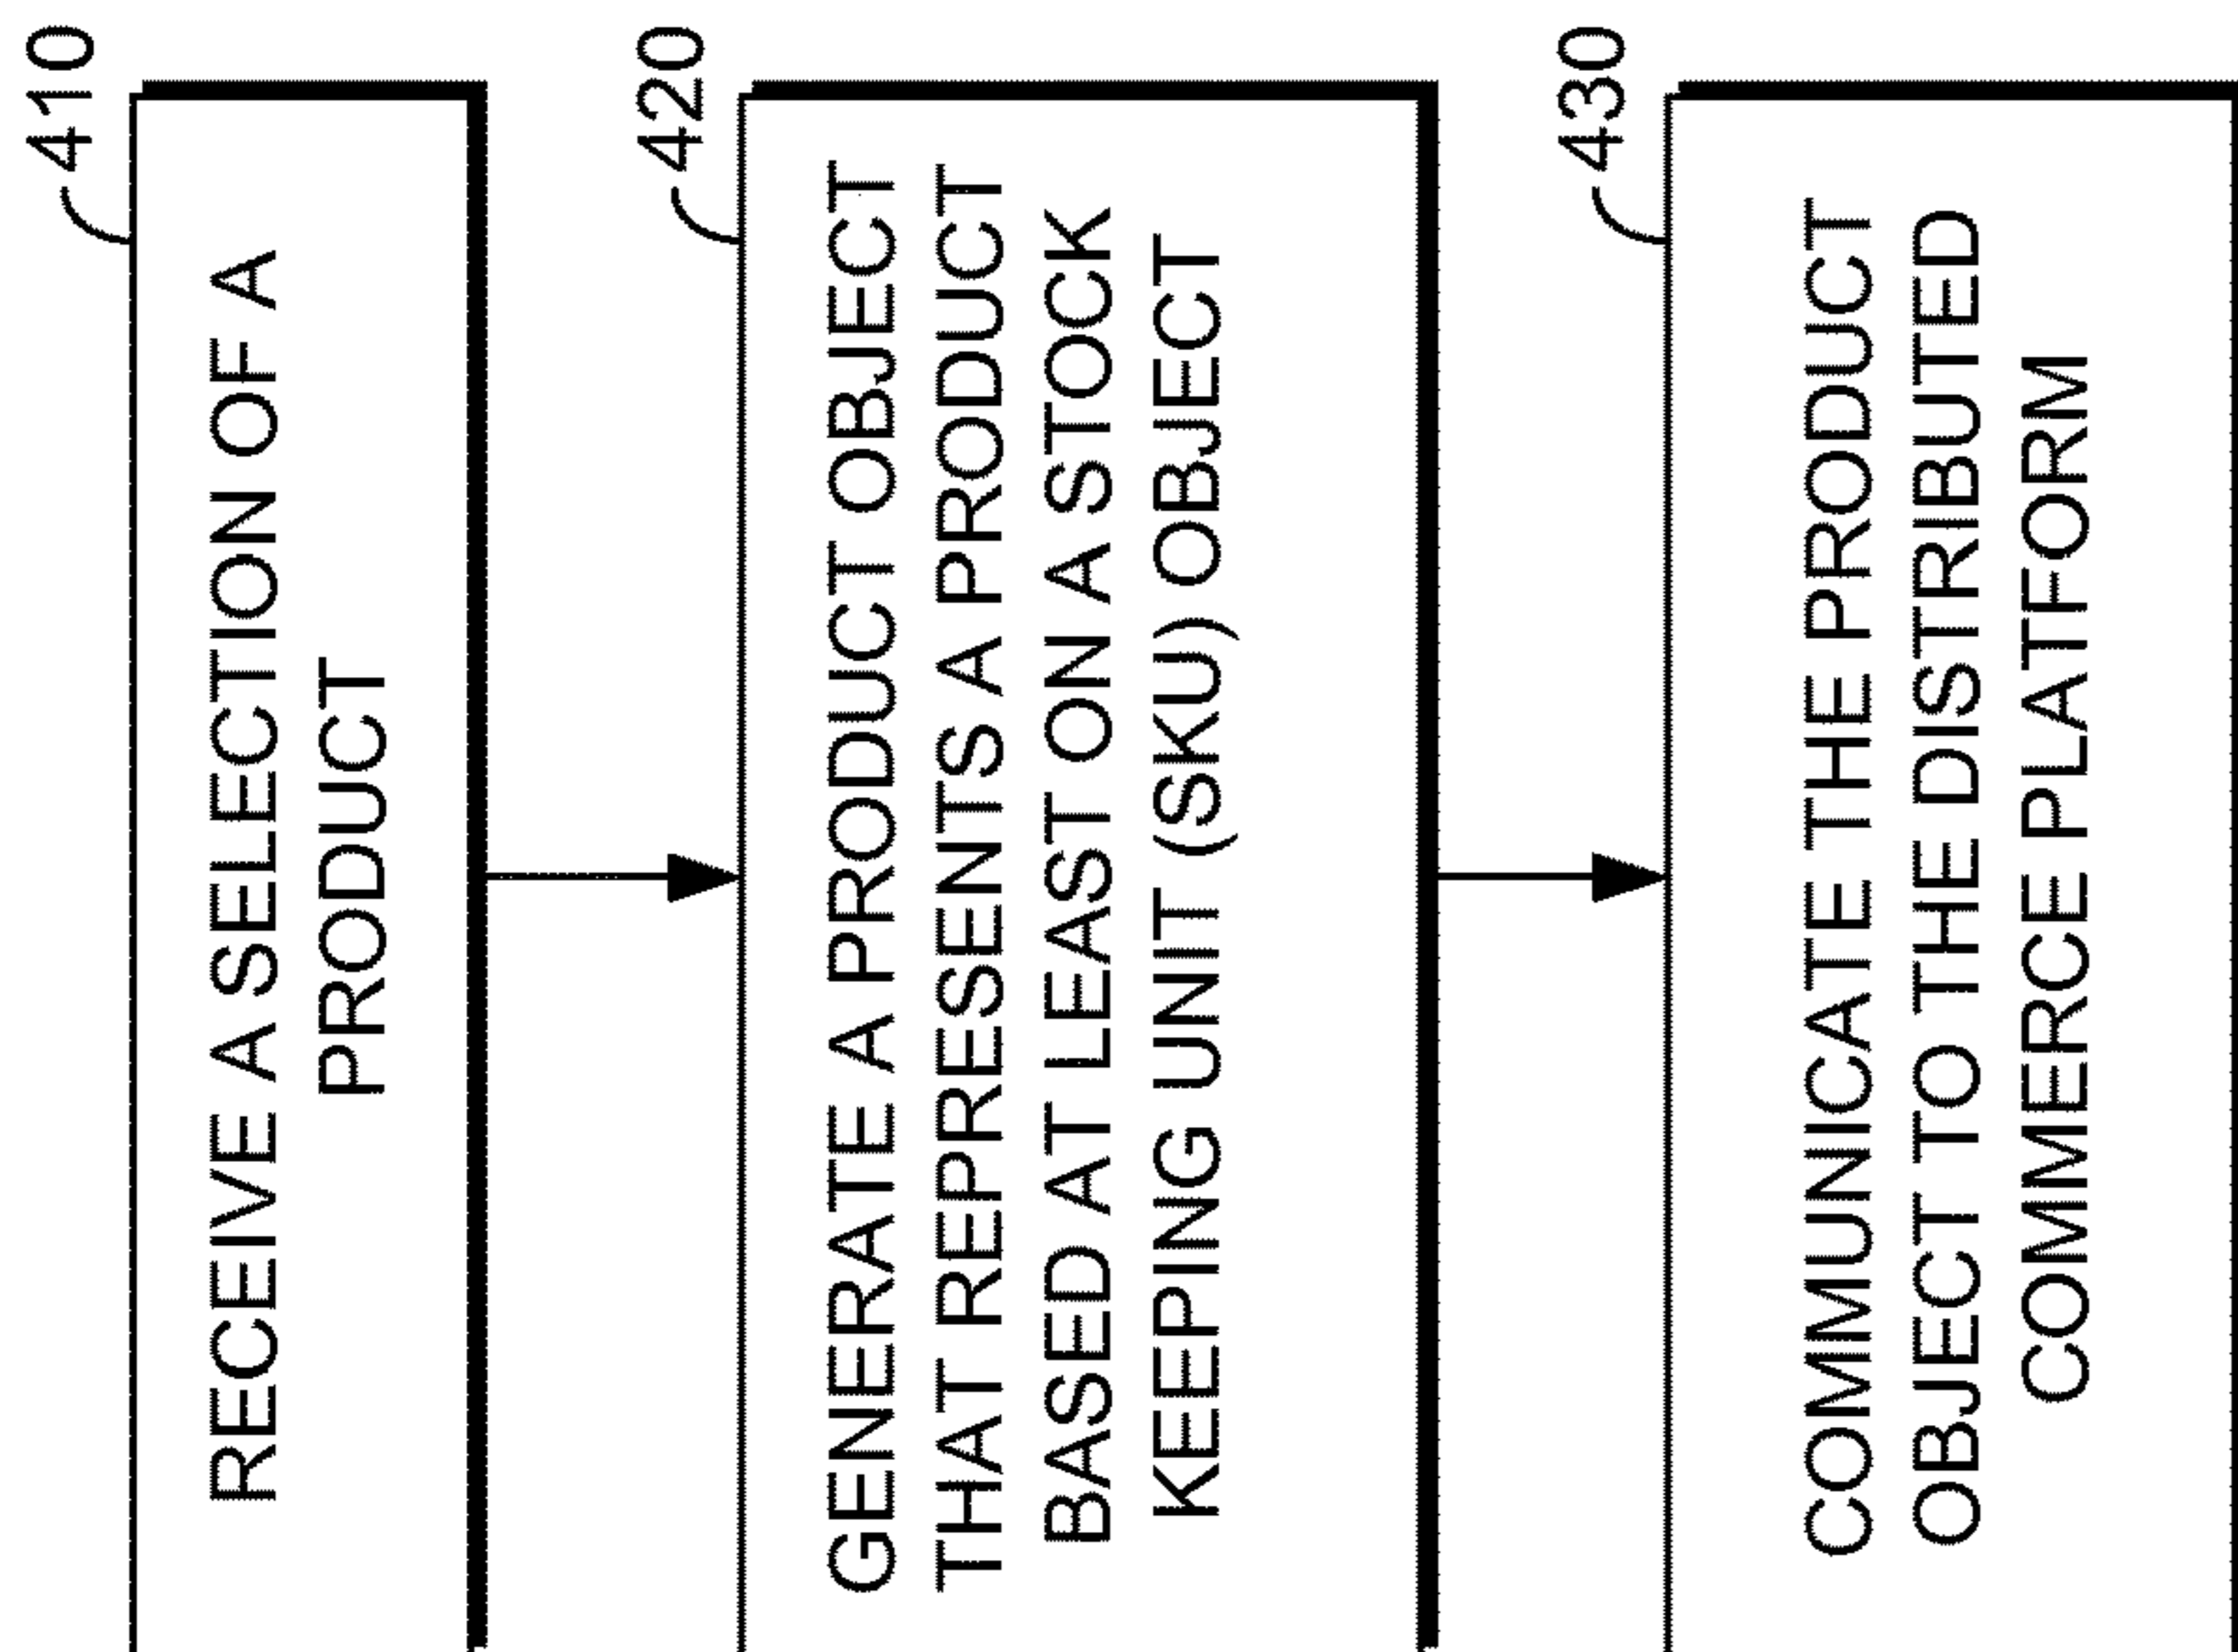 410
RECEIVE A SELECTION OF A
PRODUCT
420
GENERATE A PRODUCT OBJECT
THAT REPRESENTS A PRODUCT
BASED AT LEAST ON A STOCK
KEEPING UNIT (SKU) OBJECT
430
COMMUNICATE THE PRODUCT
OBJECT TO THE DISTRIBUTED
COMMERCE PLATFORM